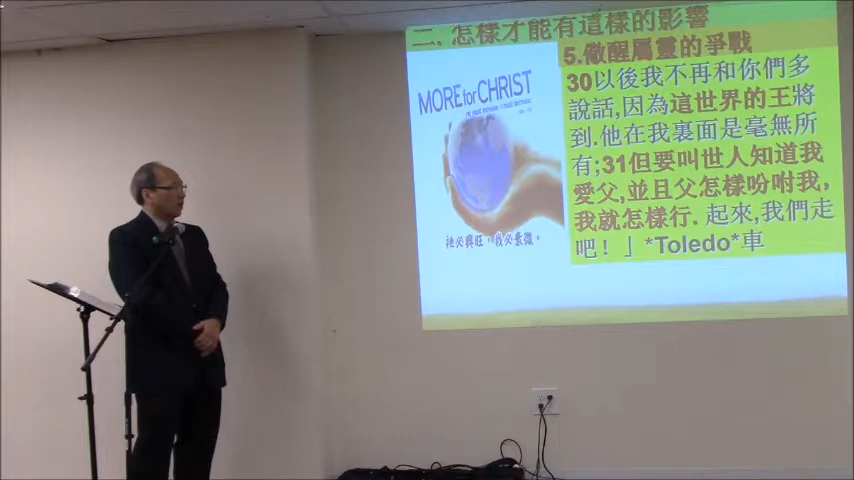 二. 怎樣才能有這樣的影響
5.儆醒屬靈的爭戰
30以後我不再和你們多
說話,因為這世界的王將
到.他在我裏面是毫無所
有;31但要叫世人知道我
愛父,並且父怎樣吩咐我,
我就怎樣行.起來,我們走
吧！」*Toledo*車
MORE for CHRIST
祂必興旺,我必衰微.